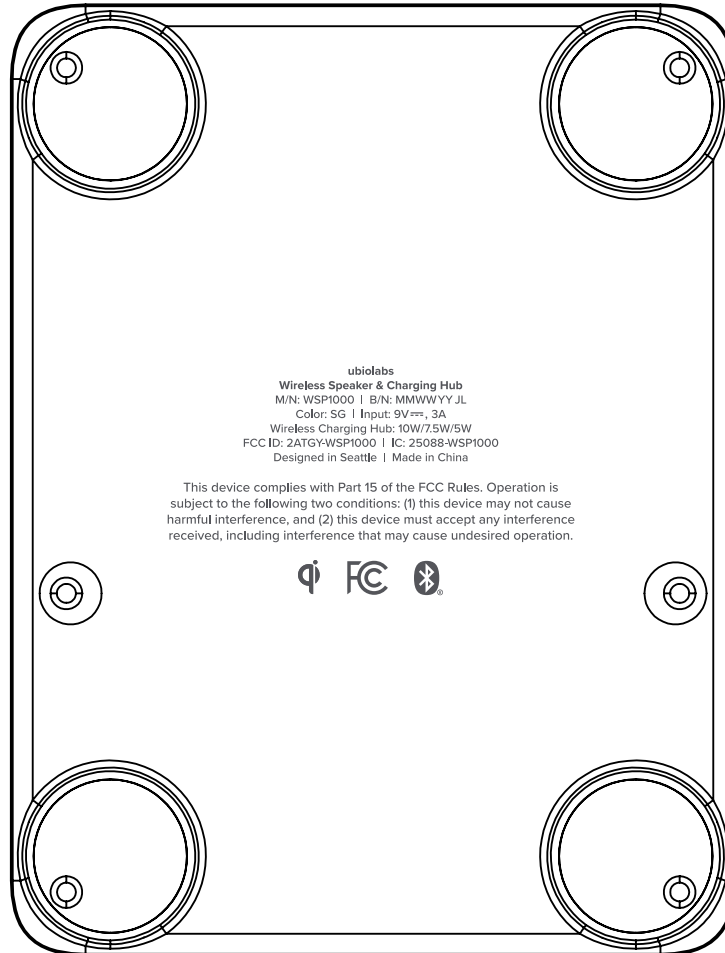 ubiolabs
Wireless Speaker & Charging Hub
M/N: WSP1000 | B/N: MMWWYYJL
Color: SG | Input: 9V⎓, 3A
Wireless Charging Hub: 10W/7.5W/5W
FCC ID: 2ATGY-WSP1000 | IC: 25088-WSP1000
Designed in Seattle | Made in China
This device complies with Part 15 of the FCC Rules. Operation is
subject to the following two conditions: (1) this device may not cause
harmful interference, and (2) this device must accept any interference
received, including interference that may cause undesired operation.
qi FC ®